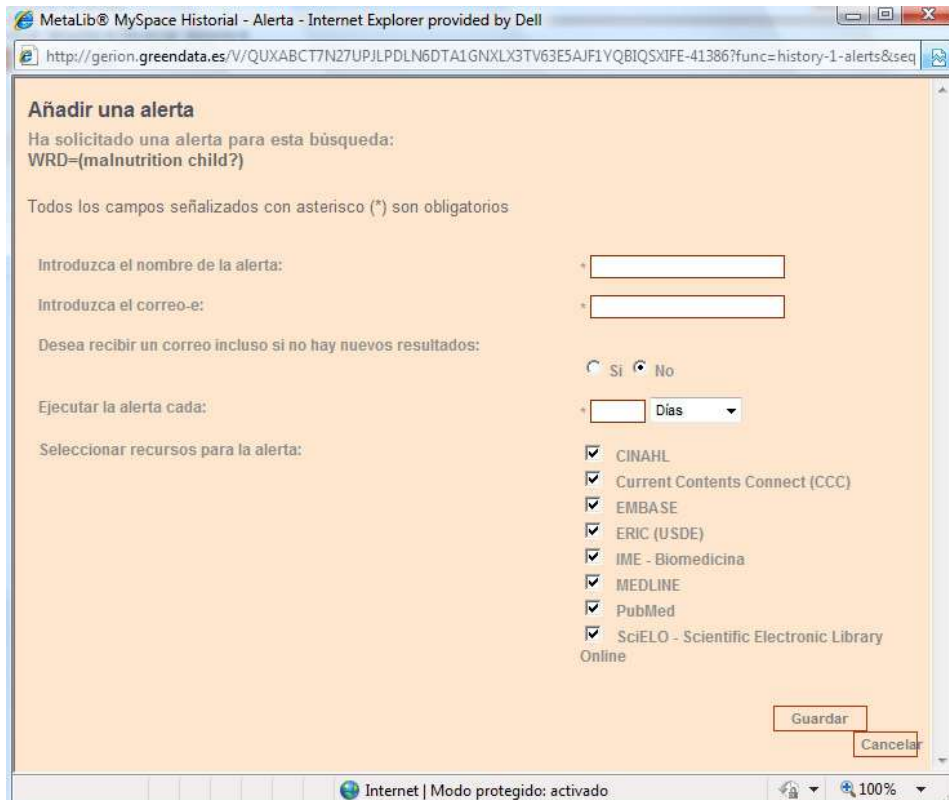 MetaLib® MySpace Historial - Alerta - Internet Explorer provided by Dell
http://gerion.greendata.es/V/QUXABCT7N27UPJLPDLN6DTA1GNXLX3TV63E5AJF1YQBIQSXIFE-41386?func=history-1-alerts&seq
Añadir una alerta
Ha solicitado una alerta para esta búsqueda:
WRD=(malnutrition child?)
Todos los campos señalizados con asterisco (*) son obligatorios
Introduzca el nombre de la alerta: *
Introduzca el correo-e: *
Desea recibir un correo incluso si no hay nuevos resultados:
Si No
Ejecutar la alerta cada: * Días
Seleccionar recursos para la alerta:
CINAHL
Current Contents Connect (CCC)
EMBASE
ERIC (USDE)
IME - Biomedicina
MEDLINE
PubMed
SciELO - Scientific Electronic Library
Online
Guardar
Cancelar
Internet | Modo protegido: activado 100%